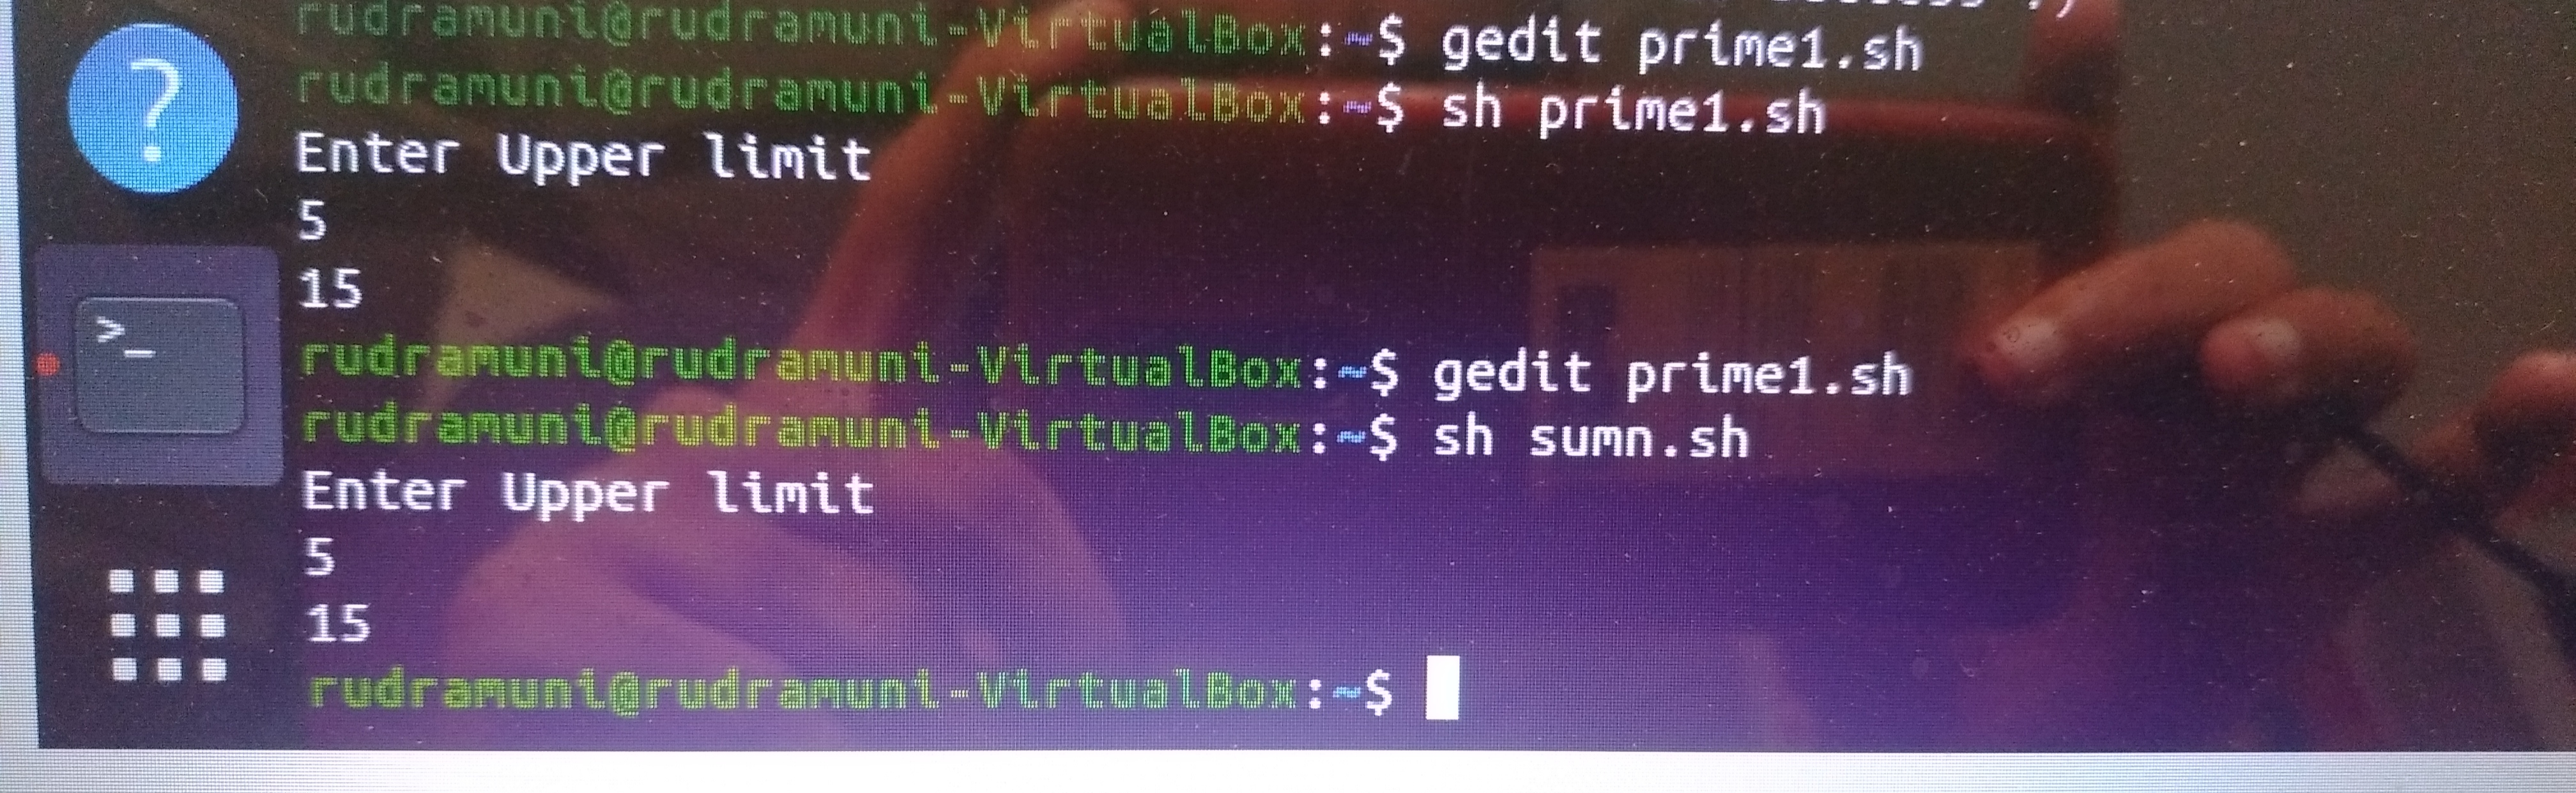 rudramuni@rudramuni-VirtualBox:~$ gedit prime1.sh
rudramuni@rudramuni-VirtualBox:~$ sh prime1.sh
Enter Upper limit
5
15
rudramuni@rudramuni-VirtualBox:~$ gedit prime1.sh
rudramuni@rudramuni-VirtualBox:~$ sh sumn.sh
Enter Upper limit
5
15
rudramuni@rudramuni-VirtualBox:~$
?
>_